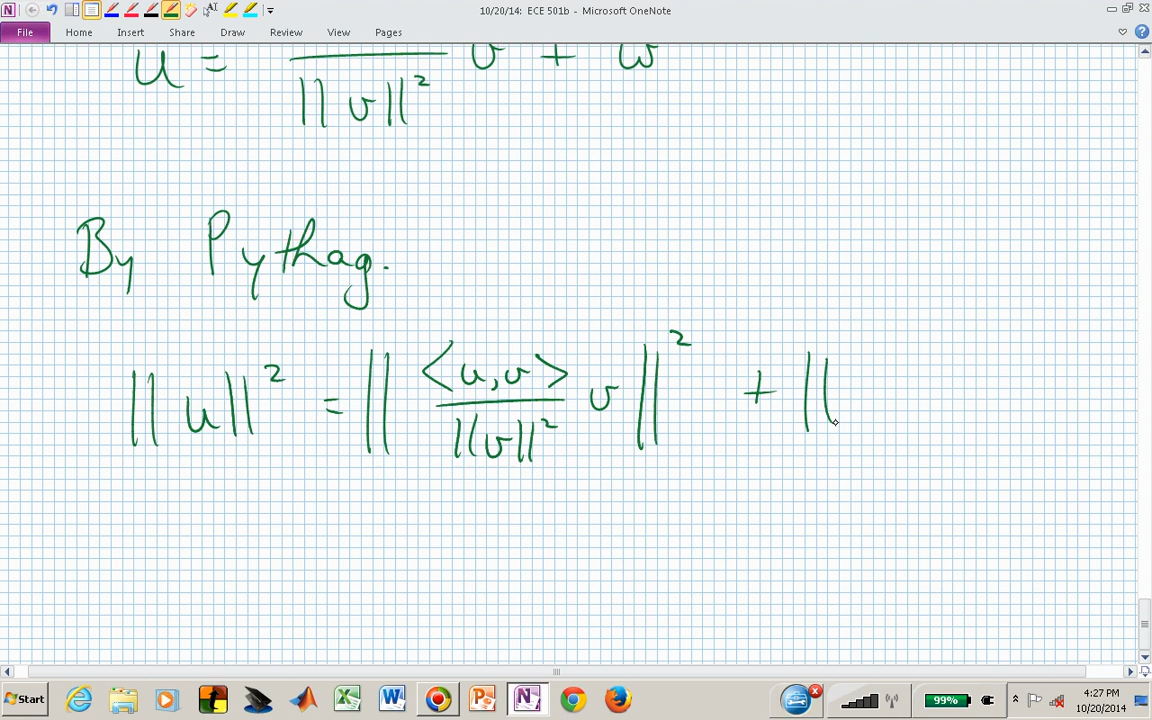 10/20/14: ECE 501b - Microsoft OneNote
File Home Insert Share Draw Review View Pages
u = ‾‾‾ / ||v||² v + w
By Pythag.
||u||² = || <u,v> / ||v||² v ||² + ||
Start 99% 4:27 PM
10/20/2014